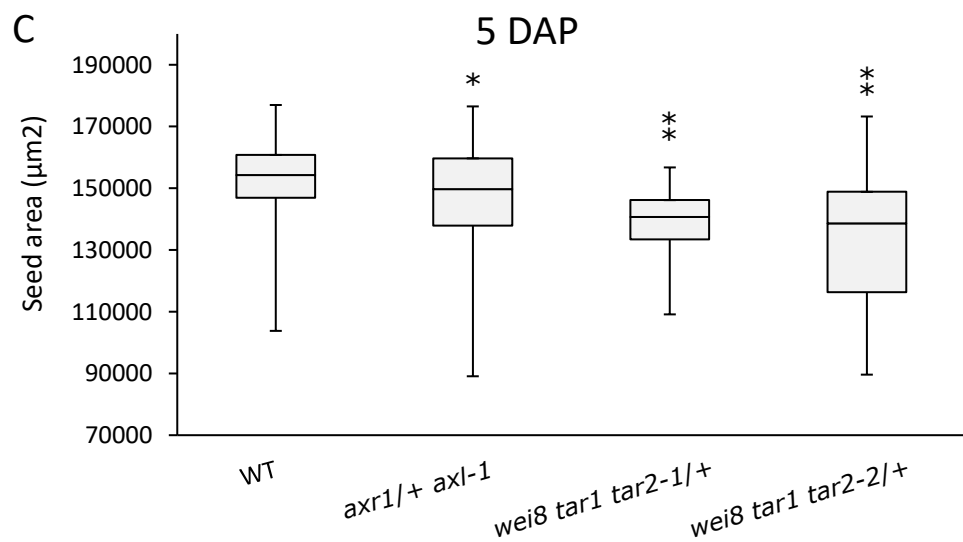 C
5 DAP
Seed area (µm2)
190000
170000
150000
130000
110000
90000
70000
*
**
**
WT
axr1/+ axl-1
wei8 tar1 tar2-1/+
wei8 tar1 tar2-2/+